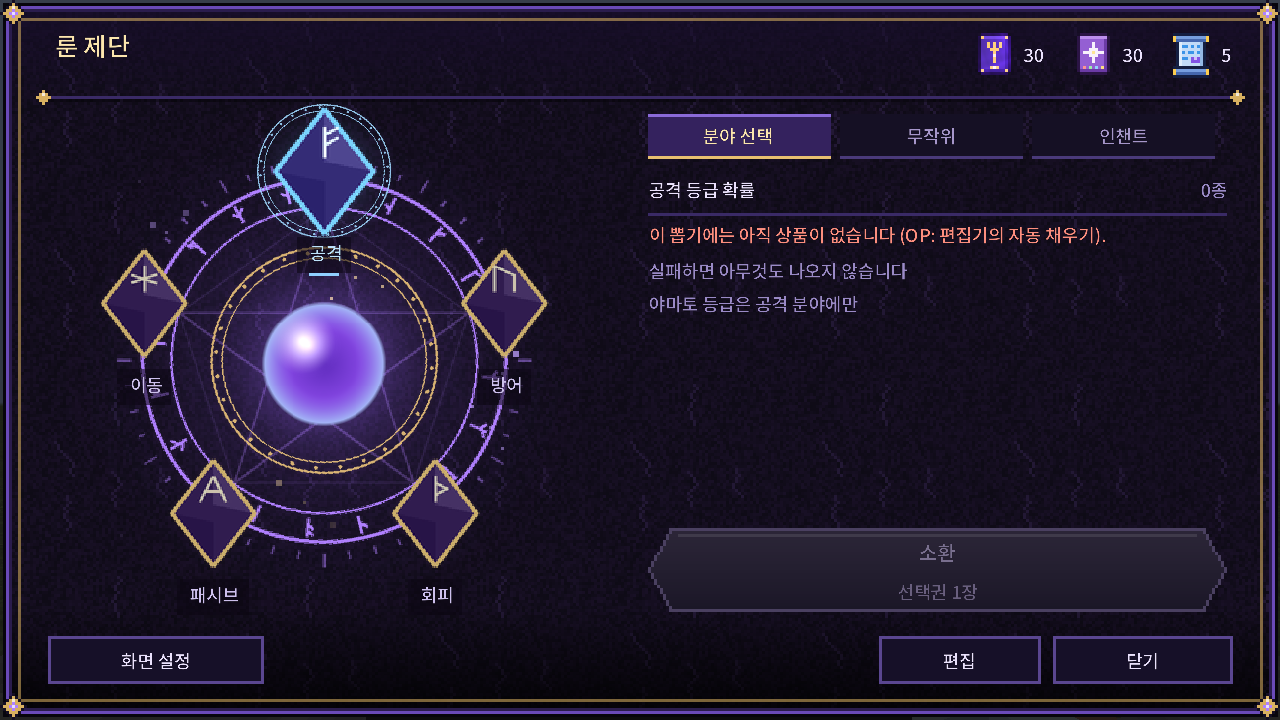 룬 제단
30
30
5
분야 선택
무작위
인챈트
공격 등급 확률
0종
이 뽑기에는 아직 상품이 없습니다 (OP: 편집기의 자동 채우기).
실패하면 아무것도 나오지 않습니다
야마토 등급은 공격 분야에만
공격
이동
방어
패시브
회피
소환
선택권 1장
화면 설정
편집
닫기